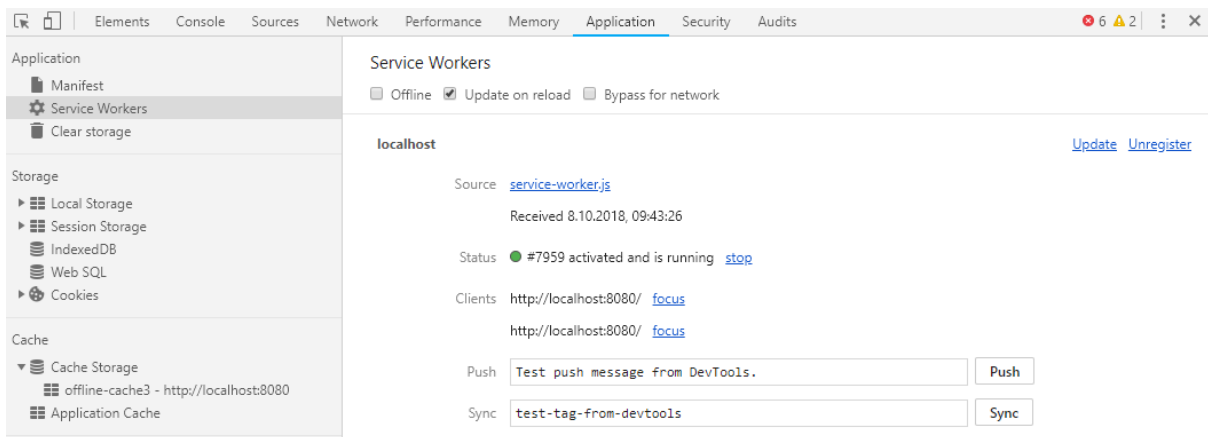 Elements Console Sources Network Performance Memory Application Security Audits 6 2
Application
Manifest
Service Workers
Clear storage
Storage
Local Storage
Session Storage
IndexedDB
Web SQL
Cookies
Cache
Cache Storage
offline-cache3 - http://localhost:8080
Application Cache
Service Workers
Offline Update on reload Bypass for network
localhost Update Unregister
Source service-worker.js
Received 8.10.2018, 09:43:26
Status #7959 activated and is running stop
Clients http://localhost:8080/ focus
http://localhost:8080/ focus
Push Test push message from DevTools. Push
Sync test-tag-from-devtools Sync